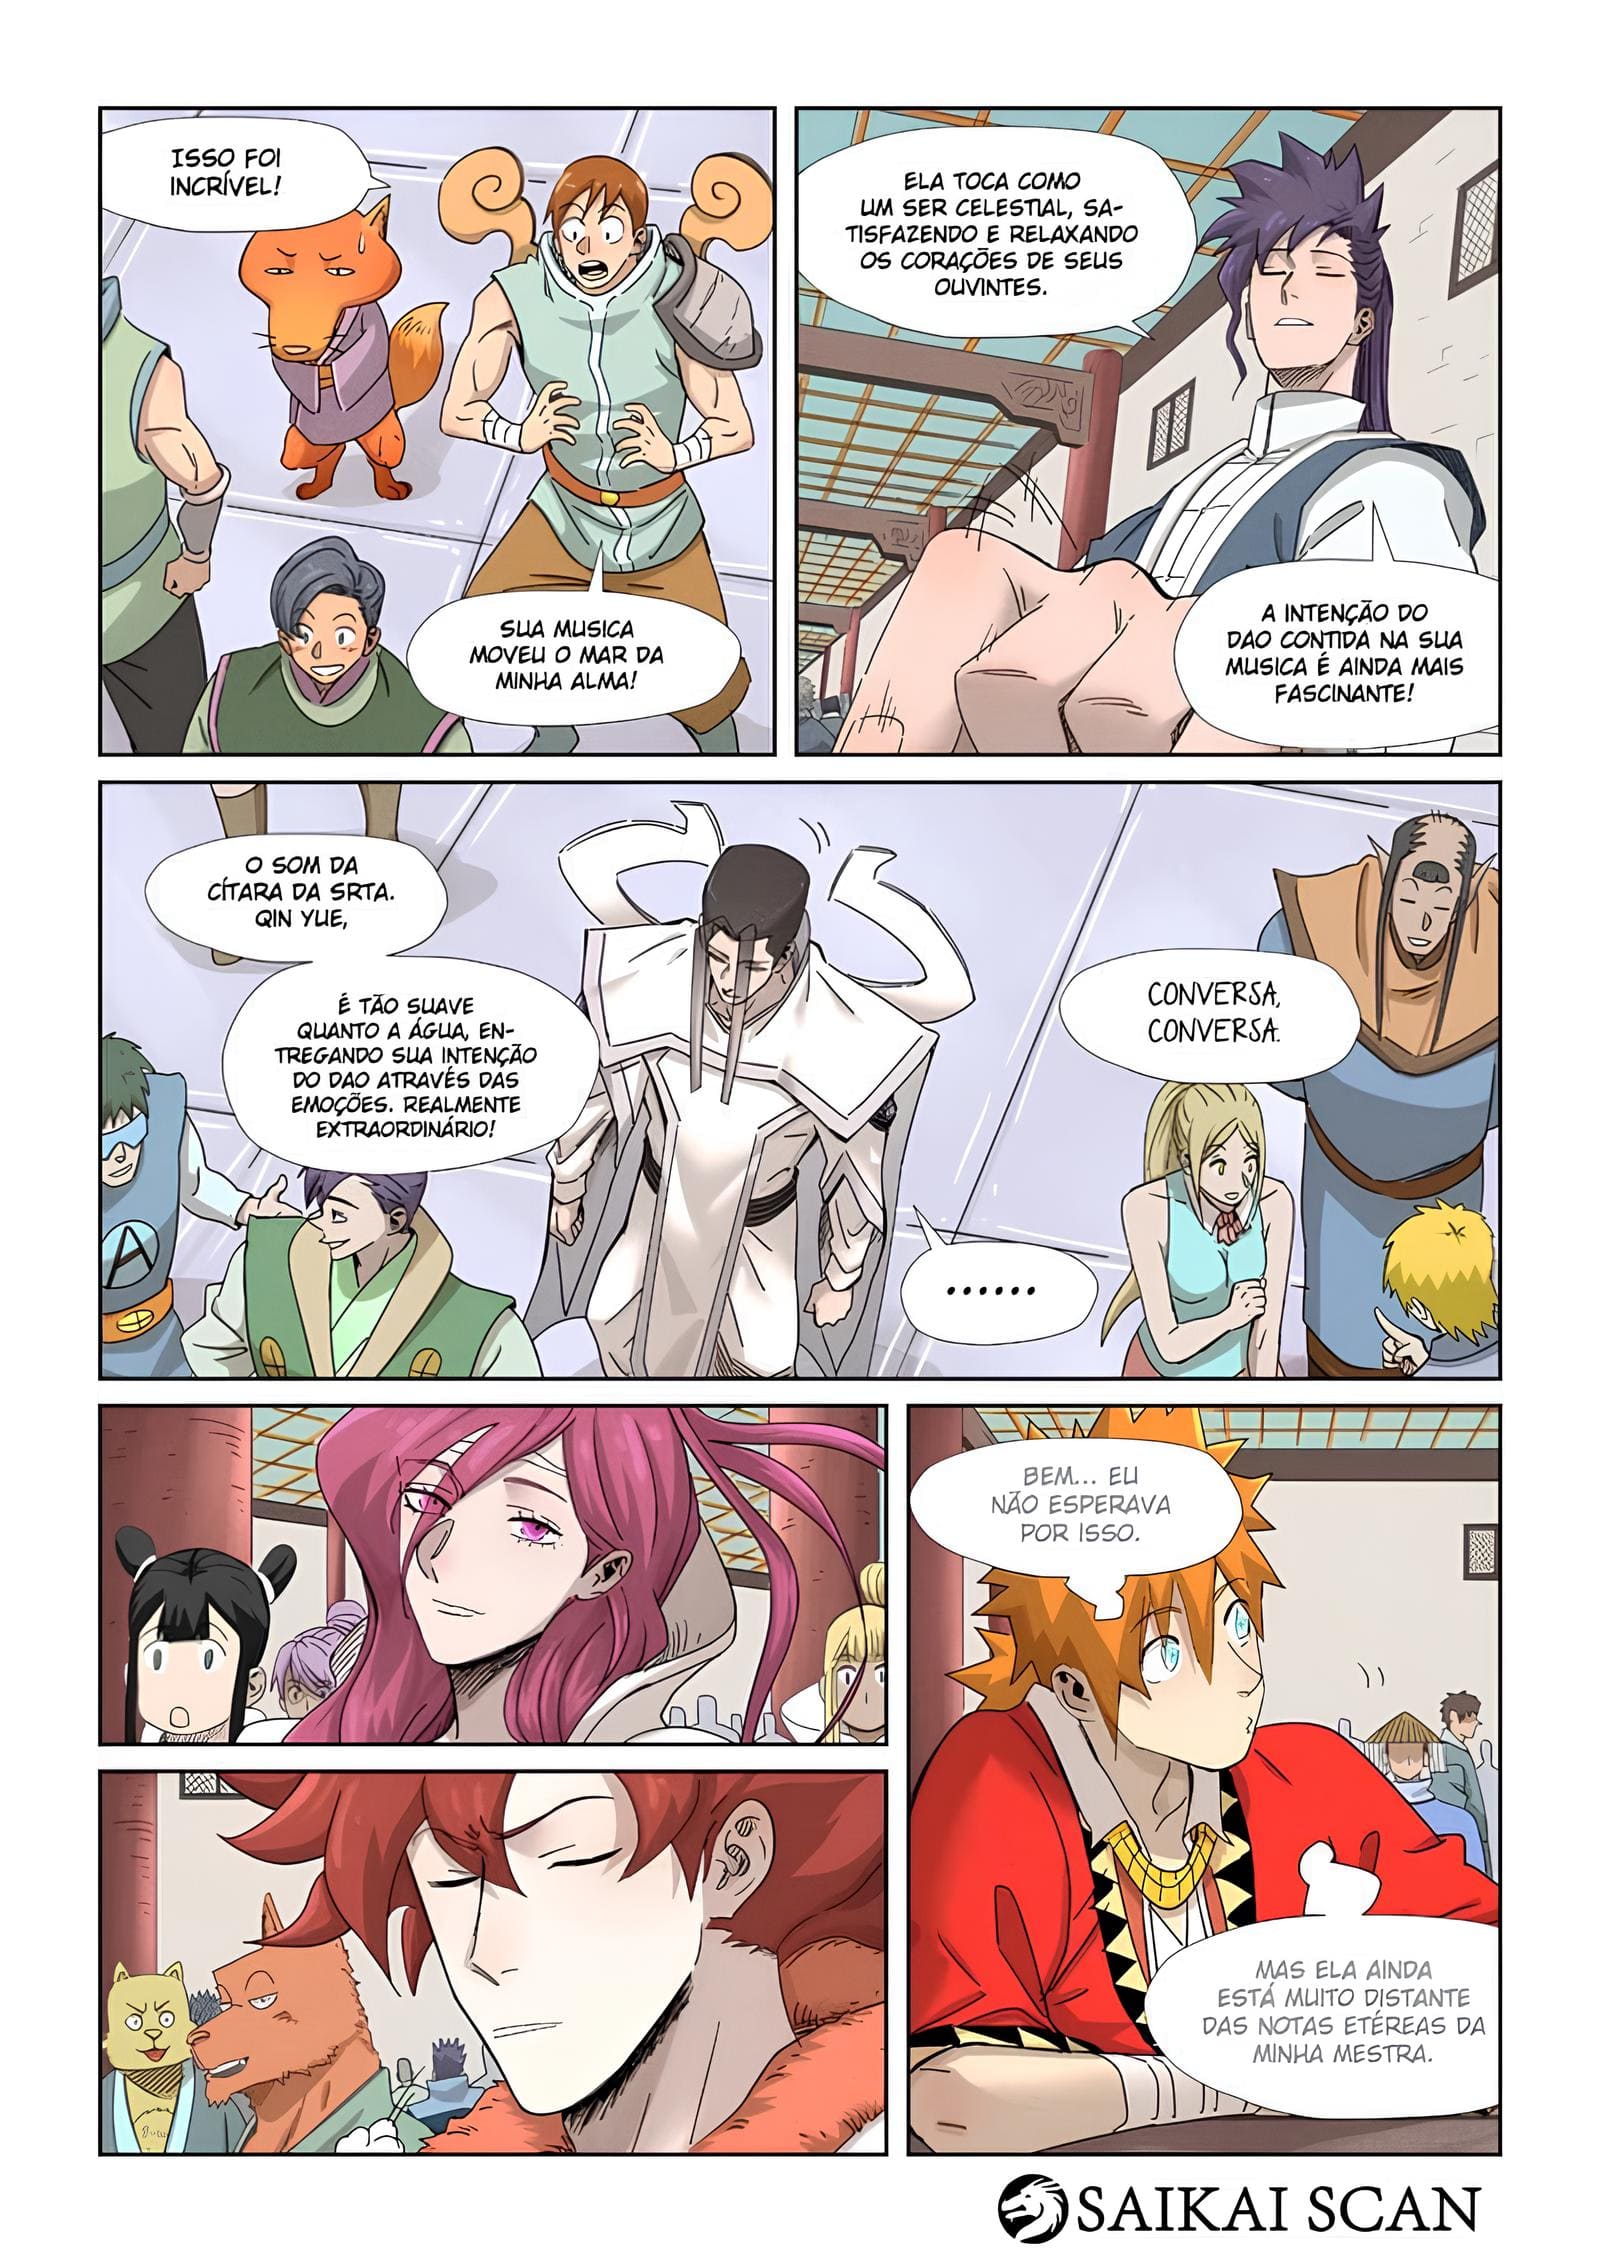 ISSO FOI
INCRÍVEL!
SUA MUSICA
MOVEU O MAR DA
MINHA ALMA!
ELA TOCA COMO
UM SER CELESTIAL, SA-
TISFAZENDO E RELAXANDO
OS CORAÇÕES DE SEUS
OUVINTES.
A INTENÇÃO DO
DAO CONTIDA NA SUA
MUSICA É AINDA MAIS
FASCINANTE!
O SOM DA
CÍTARA DA SRTA.
QIN YUE,
É TÃO SUAVE
QUANTO A ÁGUA, EN-
TREGANDO SUA INTENÇÃO
DO DAO ATRAVÉS DAS
EMOÇÕES. REALMENTE
EXTRAORDINÁRIO!
......
CONVERSA,
CONVERSA.
BEM... EU
NÃO ESPERAVA
POR ISSO.
MAS ELA AINDA
ESTÁ MUITO DISTANTE
DAS NOTAS ETÉREAS DA
MINHA MESTRA.
SAIKAI SCAN